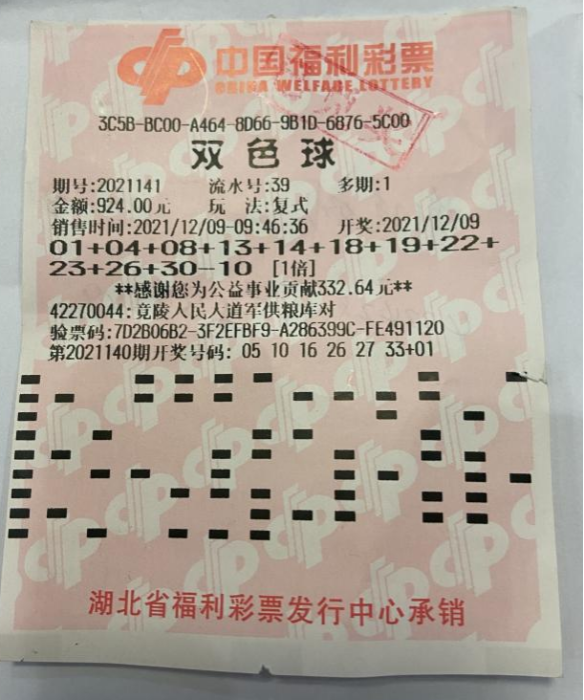 中国福利彩票
CHINA WELFARE LOTTERY
3C5B-BC00-A464-8D66-9B1D-6876-5C00
双色球
期号:2021141 流水号:39 多期:1
金额:924.00元 玩 法:复式
销售时间:2021/12/09-09:46:36 开奖:2021/12/09
01+04+08+13+14+18+19+22+
23+26+30-10 [1倍]
**感谢您为公益事业贡献332.64元**
42270044:竟陵人民人道军供粮库对
验票码:7D2B06B2-3F2EFBF9-A286399C-FE491120
第2021140期开奖号码: 05 10 16 26 27 33+01
湖北省福利彩票发行中心承销